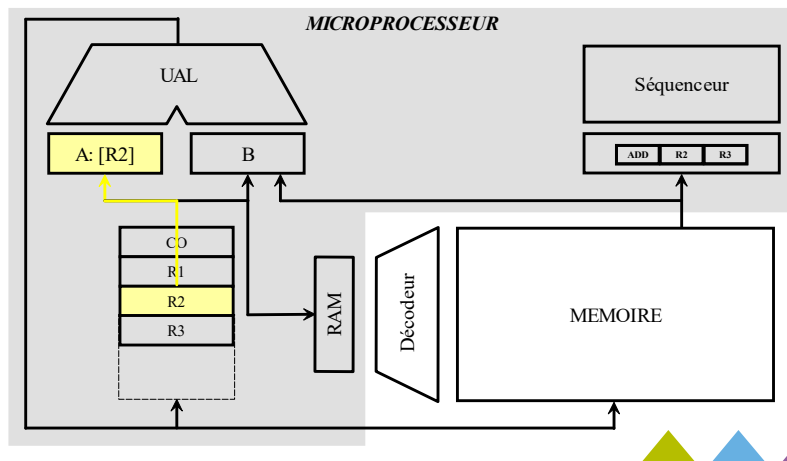 MICROPROCESSEUR
UAL
Séquenceur
A: [R2]
B
ADD R2 R3
CO
R1
R2
R3
RAM
Décodeur
MEMOIRE